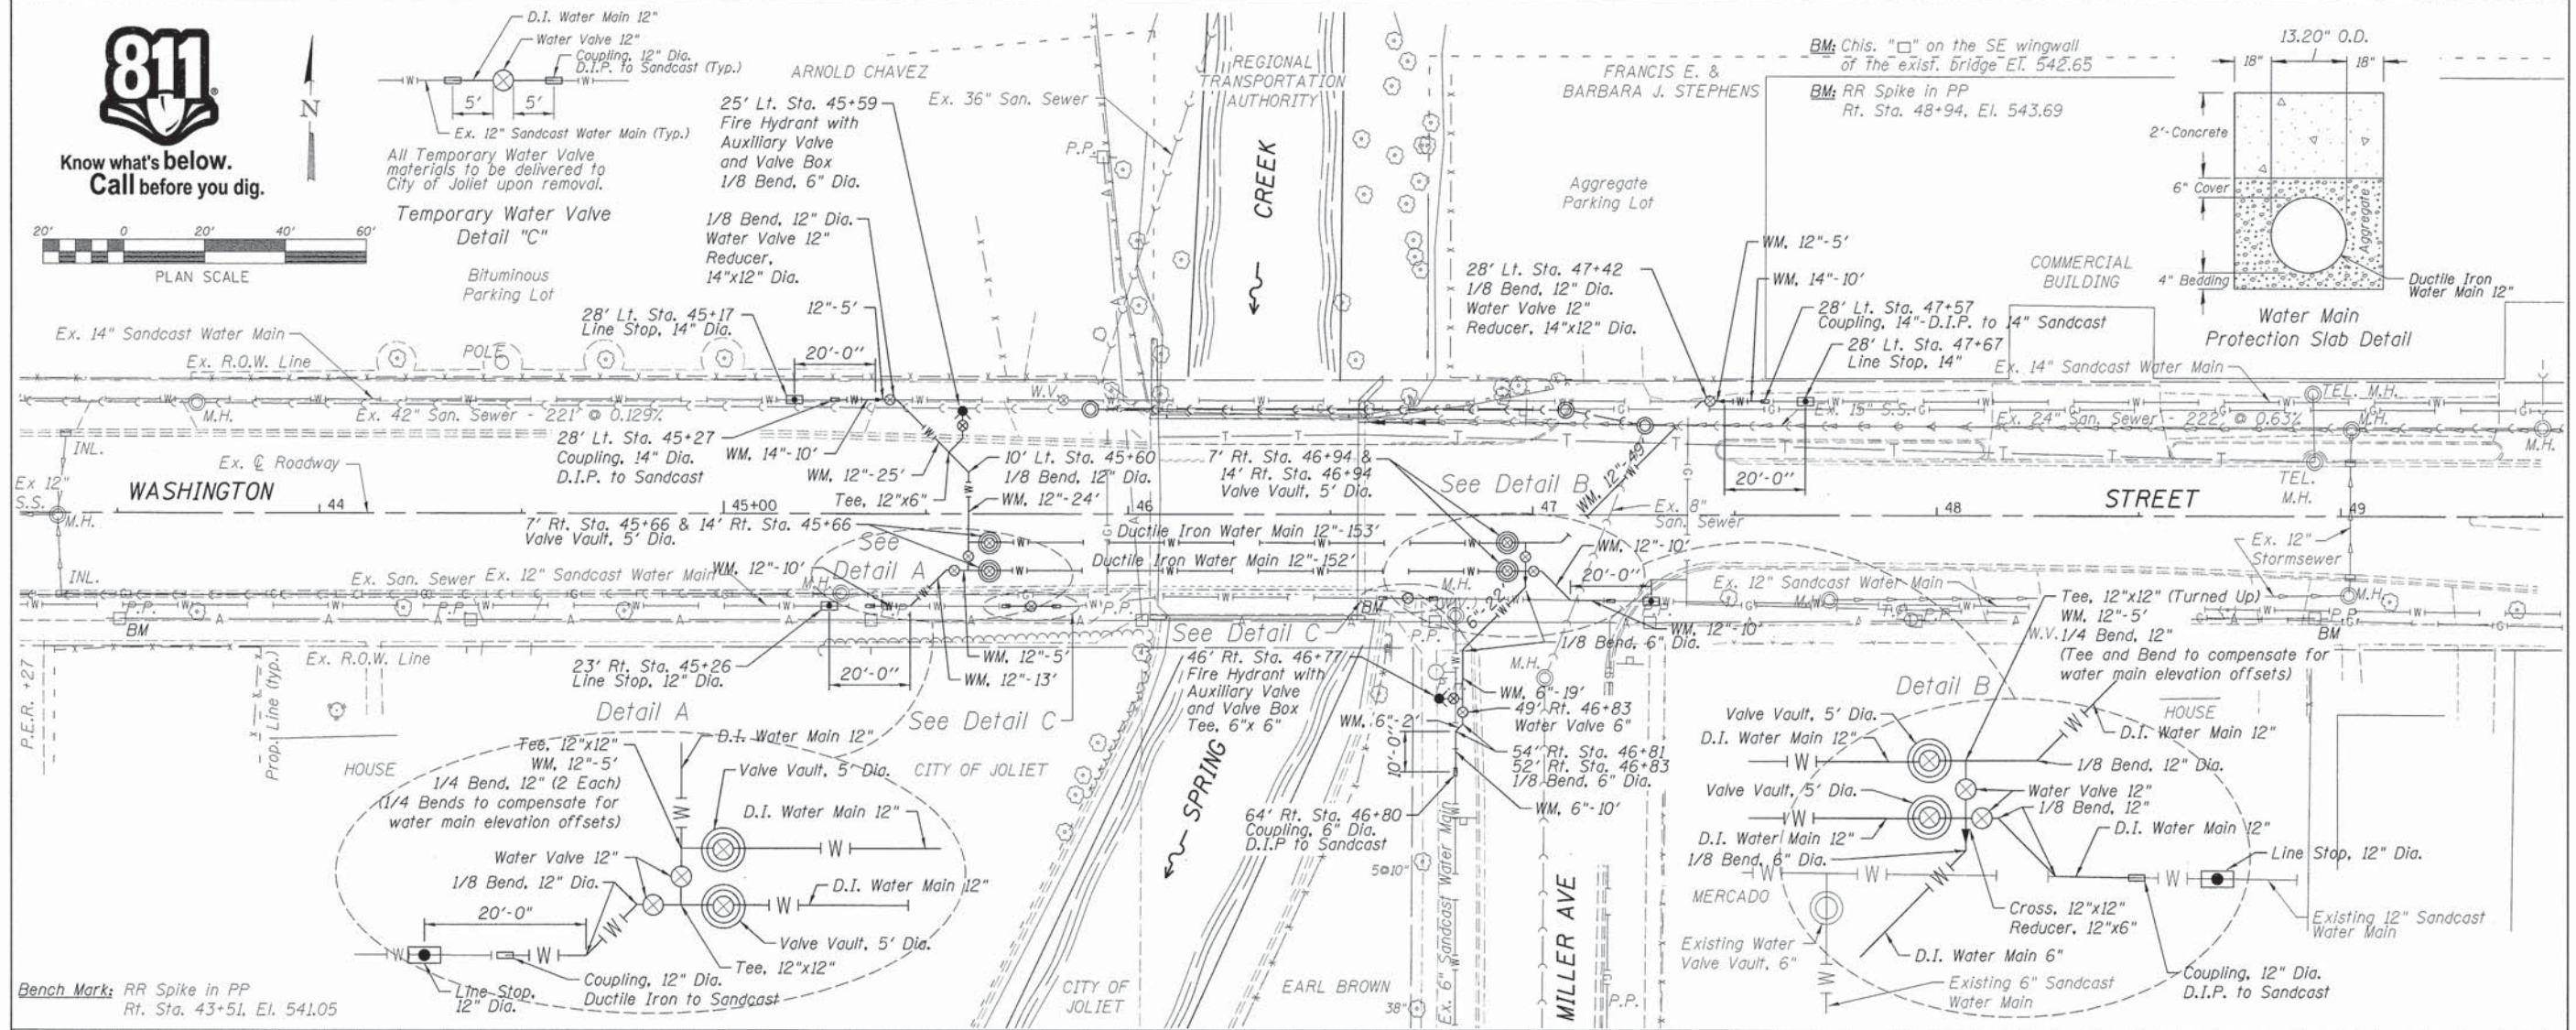 811
Know what's below.
Call before you dig.
N
20' 0 20' 40' 60'
PLAN SCALE
D.I. Water Main 12"
Water Valve 12"
Coupling, 12" Dia.
D.I.P. to Sandcast (Typ.)
W
W
5' 5'
Ex. 12" Sandcast Water Main (Typ.)
All Temporary Water Valve
materials to be delivered to
City of Joliet upon removal.
Temporary Water Valve
Detail "C"
Bituminous
Parking Lot
ARNOLD CHAVEZ
25' Lt. Sta. 45+59
Fire Hydrant with
Auxiliary Valve
and Valve Box
1/8 Bend, 6" Dia.
1/8 Bend, 12" Dia.
Water Valve 12"
Reducer,
14"x12" Dia.
Ex. 36" San. Sewer
P.P.
REGIONAL
TRANSPORTATION
AUTHORITY
CREEK
FRANCIS E. &
BARBARA J. STEPHENS
Aggregate
Parking Lot
BM: Chis. "□" on the SE wingwall
of the exist. bridge El. 542.65
BM: RR Spike in PP
Rt. Sta. 48+94, El. 543.69
13.20" O.D.
18" 18"
2'-Concrete
6" Cover
Aggregate
4" Bedding
Ductile Iron
Water Main 12"
Water Main
Protection Slab Detail
COMMERCIAL
BUILDING
WM, 12"-5'
WM, 14"-10'
28' Lt. Sta. 47+42
1/8 Bend, 12" Dia.
Water Valve 12"
Reducer, 14"x12" Dia.
28' Lt. Sta. 47+57
Coupling, 14"-D.I.P. to 14" Sandcast
28' Lt. Sta. 47+67
Line Stop, 14"
Ex. 14" Sandcast Water Main
28' Lt. Sta. 45+17
Line Stop, 14" Dia.
12"-5'
20'-0"
Ex. 14" Sandcast Water Main
Ex. R.O.W. Line
POLE
M.H.
Ex. 42" San. Sewer - 221' @ 0.129%
W.V.
Ex. 15" S.S.
Ex. 24" San. Sewer - 222' @ 0.63%
TEL. M.H.
M.H.
M.H.
28' Lt. Sta. 45+27
Coupling, 14" Dia.
D.I.P. to Sandcast
WM, 14"-10'
WM, 12"-25'
Tee, 12"x6"
10' Lt. Sta. 45+60
1/8 Bend, 12" Dia.
WM, 12"-24'
7' Rt. Sta. 46+94 &
14' Rt. Sta. 46+94
Valve Vault, 5' Dia.
See Detail B
WM, 12"-49'
20'-0"
TEL.
M.H.
INL.
Ex. ℄ Roadway
Ex 12"
S.S.
M.H.
WASHINGTON
STREET
44
45+00
46
47
48
49
Ex. 8"
San. Sewer
7' Rt. Sta. 45+66 & 14' Rt. Sta. 45+66
Valve Vault, 5' Dia.
See
Detail A
Ductile Iron Water Main 12"-153'
Ductile Iron Water Main 12"-152'
WM, 12"-10'
20'-0"
Ex. 12"
Stormsewer
INL.
Ex. San. Sewer
Ex. 12" Sandcast Water Main
WM, 12"-10'
M.H.
Ex. 12" Sandcast Water Main
M.H.
M.H.
P.P.
P.P.
P.P.
BM
BM
BM
P.P.
P.P.
6"-22'
M.H.
See Detail C
WM, 12"-10'
1/8 Bend, 6" Dia.
Tee, 12"x12" (Turned Up)
WM, 12"-5'
W.V.
1/4 Bend, 12"
(Tee and Bend to compensate for
water main elevation offsets)
P.E.R. +27
Prop. Line (typ.)
Ex. R.O.W. Line
23' Rt. Sta. 45+26
Line Stop, 12" Dia.
20'-0"
WM, 12"-5'
WM, 12"-13'
See Detail C
46' Rt. Sta. 46+77
Fire Hydrant with
Auxiliary Valve
and Valve Box
Tee, 6"x 6"
M.H.
WM, 6"-19'
49' Rt. 46+83
Water Valve 6"
WM, 6"-2'
10'-0"
54' Rt. Sta. 46+81
52' Rt. Sta. 46+83
1/8 Bend, 6" Dia.
WM, 6"-10'
64' Rt. Sta. 46+80
Coupling, 6" Dia.
D.I.P to Sandcast
SPRING
Ex. 6" Sandcast Water Main
MILLER AVE
5@10"
38"
P.P.
CITY OF JOLIET
CITY OF
JOLIET
EARL BROWN
HOUSE
Detail A
Tee, 12"x12"
WM, 12"-5'
1/4 Bend, 12" (2 Each)
(1/4 Bends to compensate for
water main elevation offsets)
D.I. Water Main 12"
Valve Vault, 5' Dia.
D.I. Water Main 12"
Water Valve 12"
1/8 Bend, 12" Dia.
D.I. Water Main 12"
20'-0"
Valve Vault, 5' Dia.
Tee, 12"x12"
Coupling, 12" Dia.
Ductile Iron to Sandcast
Line Stop,
12" Dia.
Bench Mark: RR Spike in PP
Rt. Sta. 43+51, El. 541.05
Detail B
HOUSE
Valve Vault, 5' Dia.
D.I. Water Main 12"
D.I. Water Main 12"
1/8 Bend, 12" Dia.
Valve Vault, 5' Dia.
Water Valve 12"
1/8 Bend, 12"
D.I. Water Main 12"
D.I. Water Main 12"
1/8 Bend, 6" Dia.
Line Stop, 12" Dia.
MERCADO
Cross, 12"x12"
Reducer, 12"x6"
Existing 12" Sandcast
Water Main
Existing Water
Valve Vault, 6"
D.I. Water Main 6"
Existing 6" Sandcast
Water Main
Coupling, 12" Dia.
D.I.P. to Sandcast